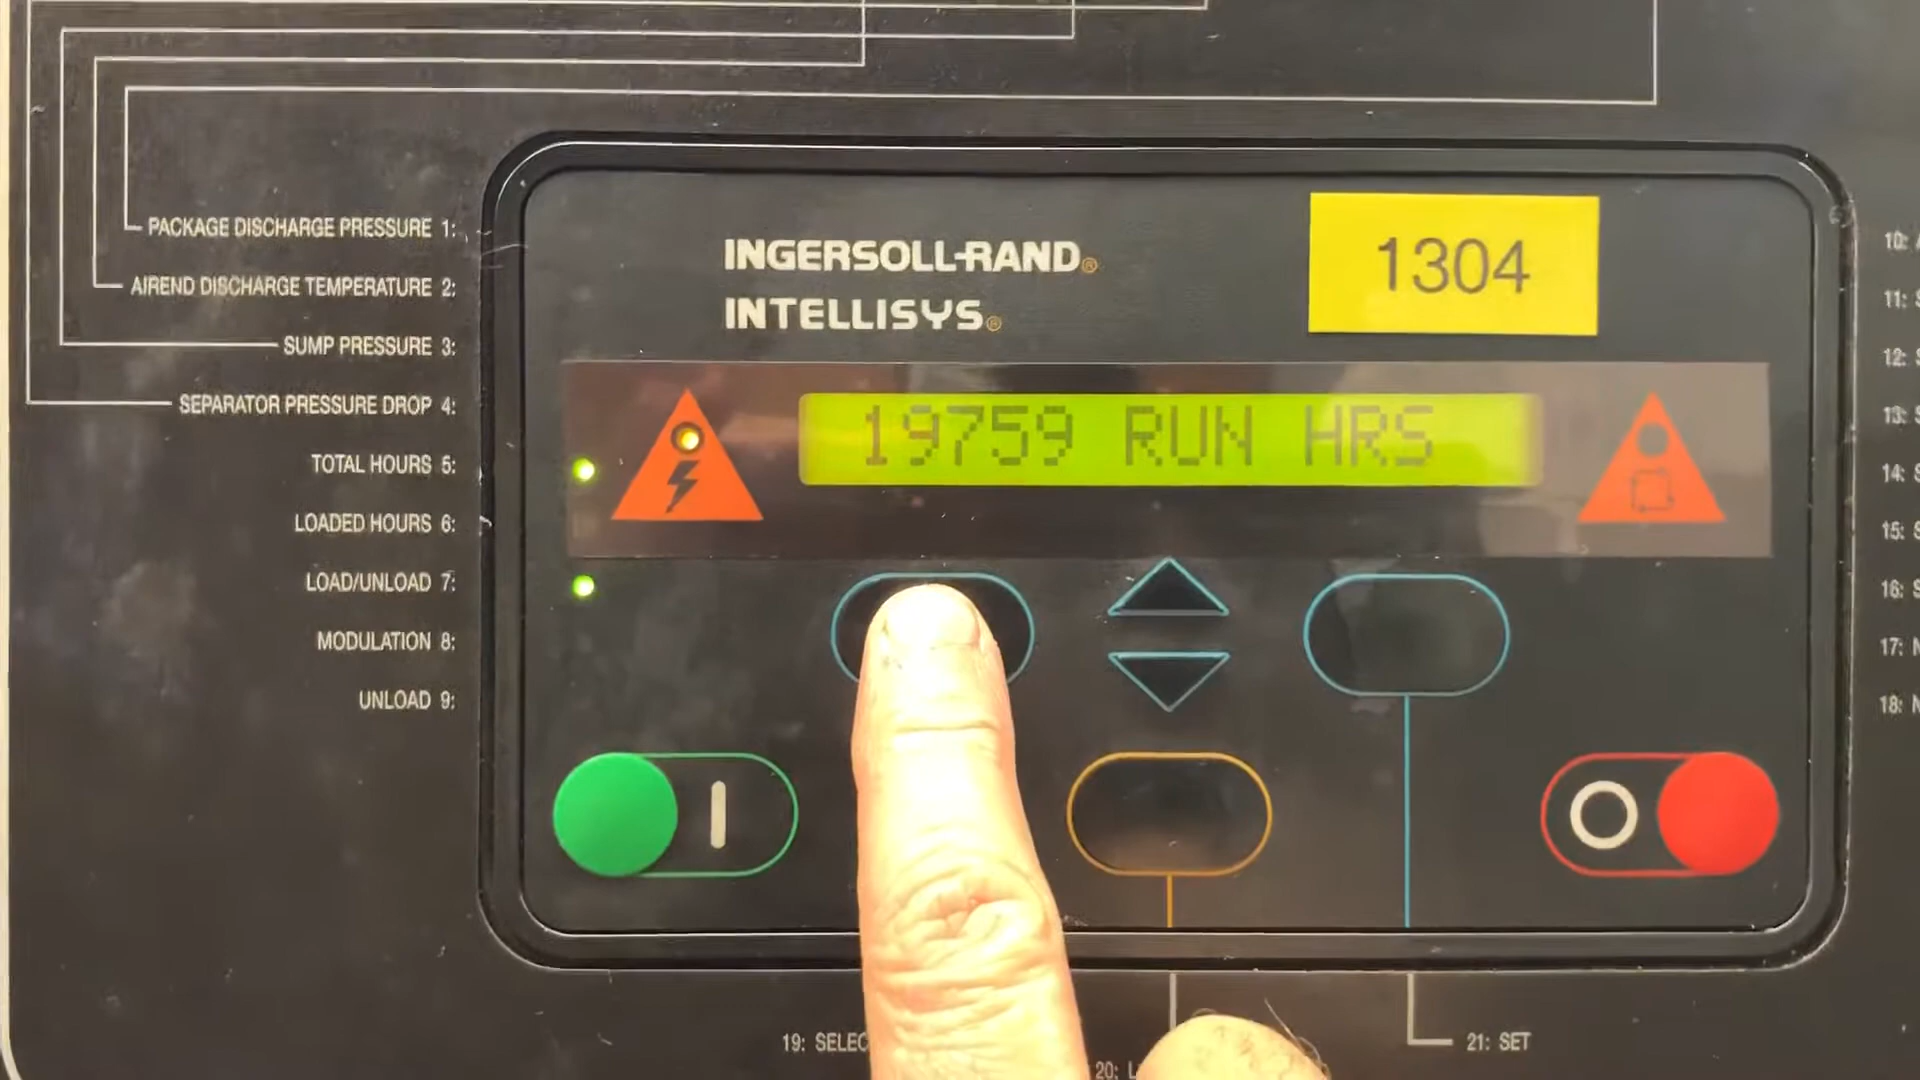 PACKAGE DISCHARGE PRESSURE 1:
AIREND DISCHARGE TEMPERATURE 2:
SUMP PRESSURE 3:
SEPARATOR PRESSURE DROP 4:
TOTAL HOURS 5:
LOADED HOURS 6:
LOAD/UNLOAD 7:
MODULATION 8:
UNLOAD 9:
INGERSOLL-RAND®
INTELLISYS®
1304
19759 RUN HRS
10:
11:
12:
13:
14:
15:
16:
17:
18:
19:
20:
21: SET